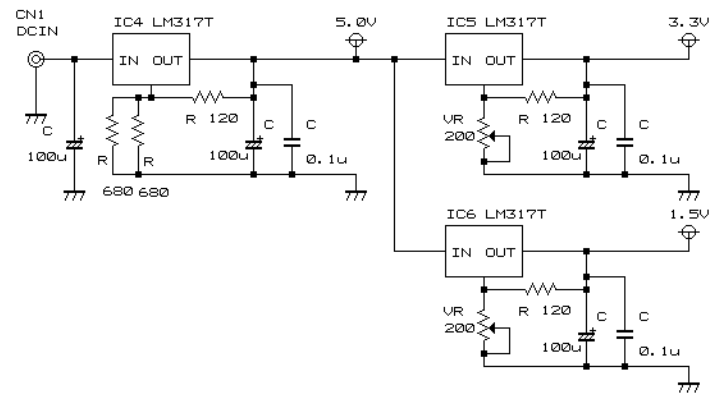 CN1
DCIN
IC4 LM317T
5.0V
IC5 LM317T
3.3V
IN OUT
IN OUT
C
100u
R
R
680 680
R 120
C
100u
C
0.1u
VR
200
R 120
C
100u
C
0.1u
IC6 LM317T
1.5V
IN OUT
VR
200
R 120
C
100u
C
0.1u